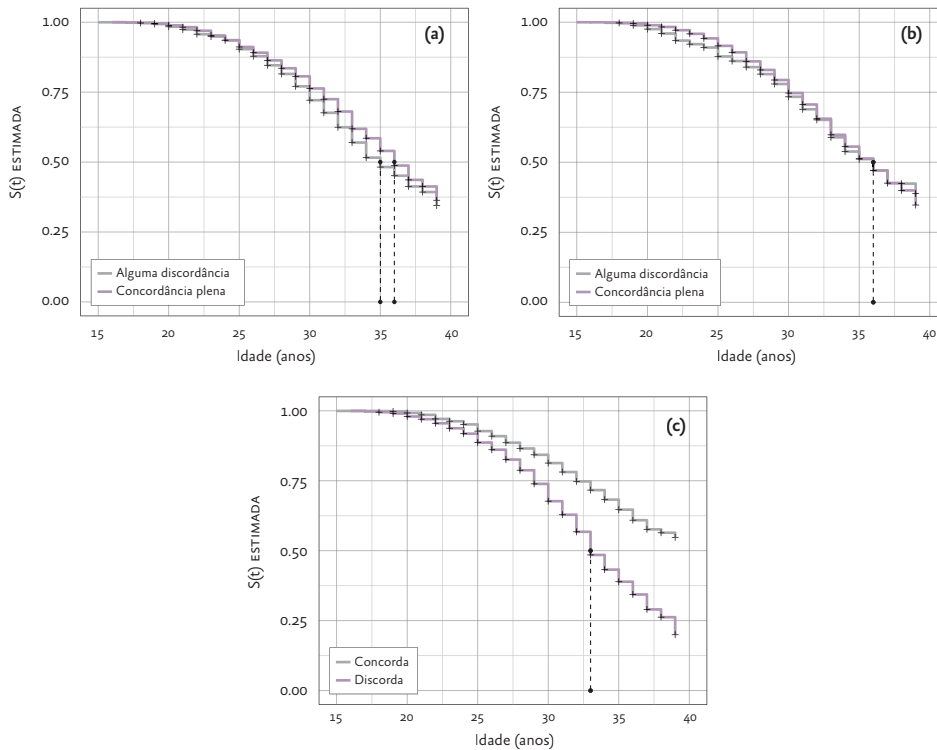 (a)
S(t) ESTIMADA
1.00
0.75
0.50
0.25
0.00
Alguma discordância
Concordância plena
15 20 25 30 35 40
Idade (anos)
(b)
S(t) ESTIMADA
1.00
0.75
0.50
0.25
0.00
Alguma discordância
Concordância plena
15 20 25 30 35 40
Idade (anos)
(c)
S(t) ESTIMADA
1.00
0.75
0.50
0.25
0.00
Concorda
Discorda
15 20 25 30 35 40
Idade (anos)